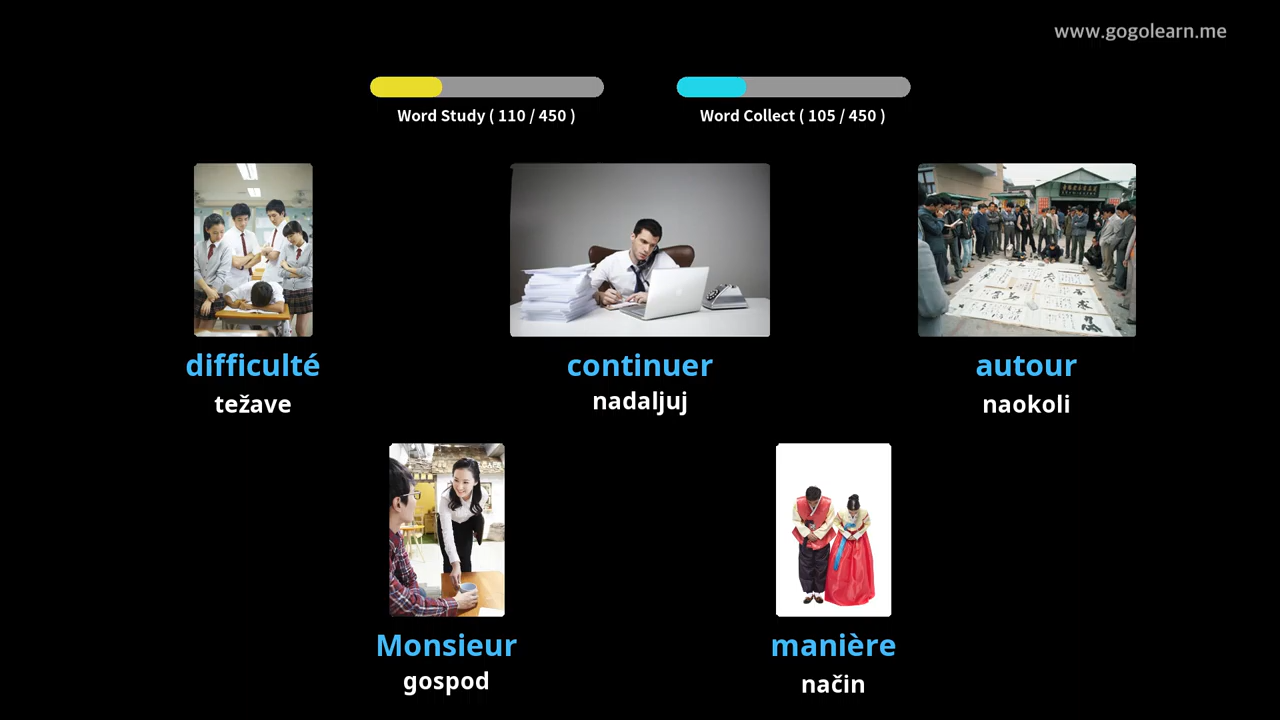 www.gogolearn.me
Word Study ( 110 / 450 )
Word Collect ( 105 / 450 )
difficulté
težave
continuer
nadaljuj
autour
naokoli
Monsieur
gospod
manière
način